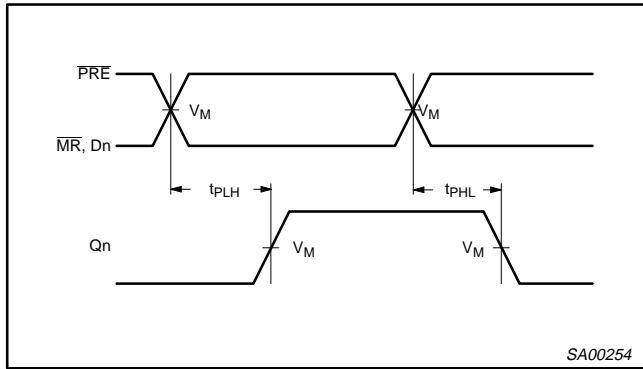 PRE
VM VM
MR, Dn
tPLH tPHL
Qn
VM VM
SA00254